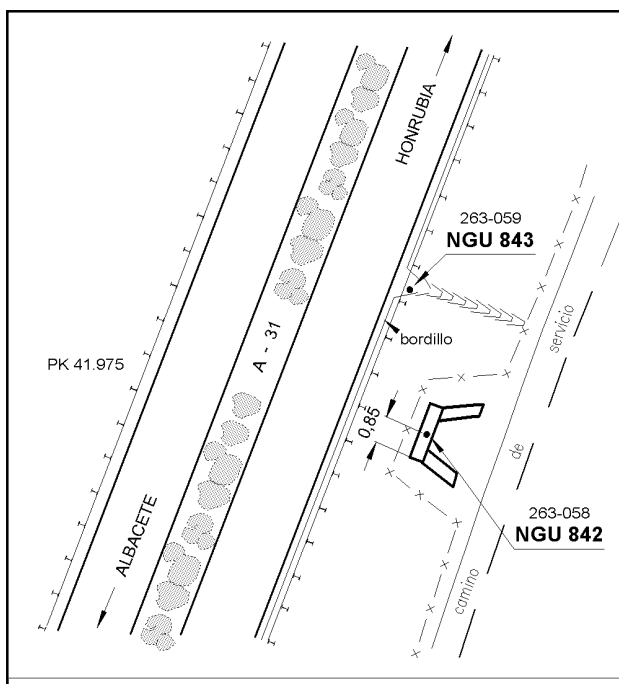 HONRUBIA
263-059
NGU 843
A - 31
bordillo
servicio
PK 41.975
0,85
de
ALBACETE
263-058
NGU 842
camino